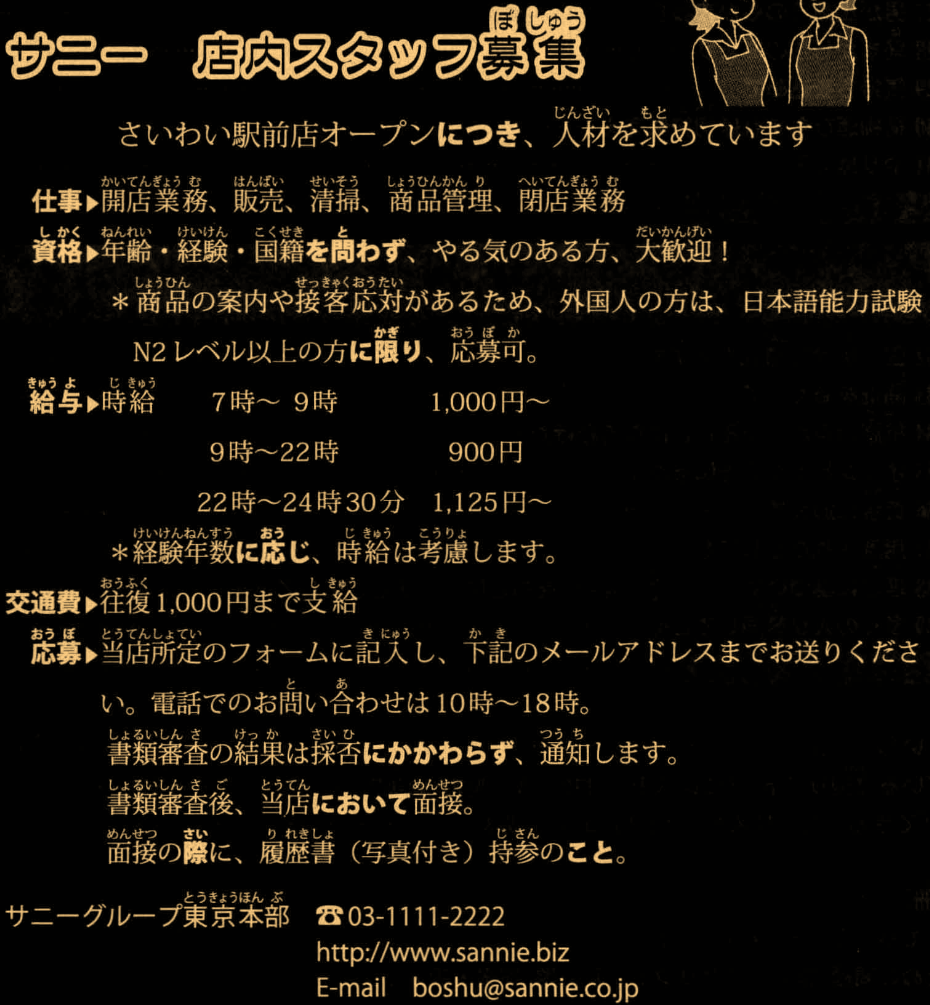 サニー　店内スタッフ募集
さいわい駅前店オープンにつき、人材を求めています
仕事▶開店業務、販売、清掃、商品管理、閉店業務
資格▶年齢・経験・国籍を問わず、やる気のある方、大歓迎！
＊商品の案内や接客応対があるため、外国人の方は、日本語能力試験
N2レベル以上の方に限り、応募可。
給与▶時給　7時～ 9時　1,000円～
9時～22時　900円
22時～24時30分　1,125円～
＊経験年数に応じ、時給は考慮します。
交通費▶往復1,000円まで支給
応募▶当店所定のフォームに記入し、下記のメールアドレスまでお送りくださ
い。電話でのお問い合わせは10時～18時。
書類審査の結果は採否にかかわらず、通知します。
書類審査後、当店において面接。
面接の際に、履歴書（写真付き）持参のこと。
サニーグループ東京本部　☎03-1111-2222
http://www.sannie.biz
E-mail　boshu@sannie.co.jp